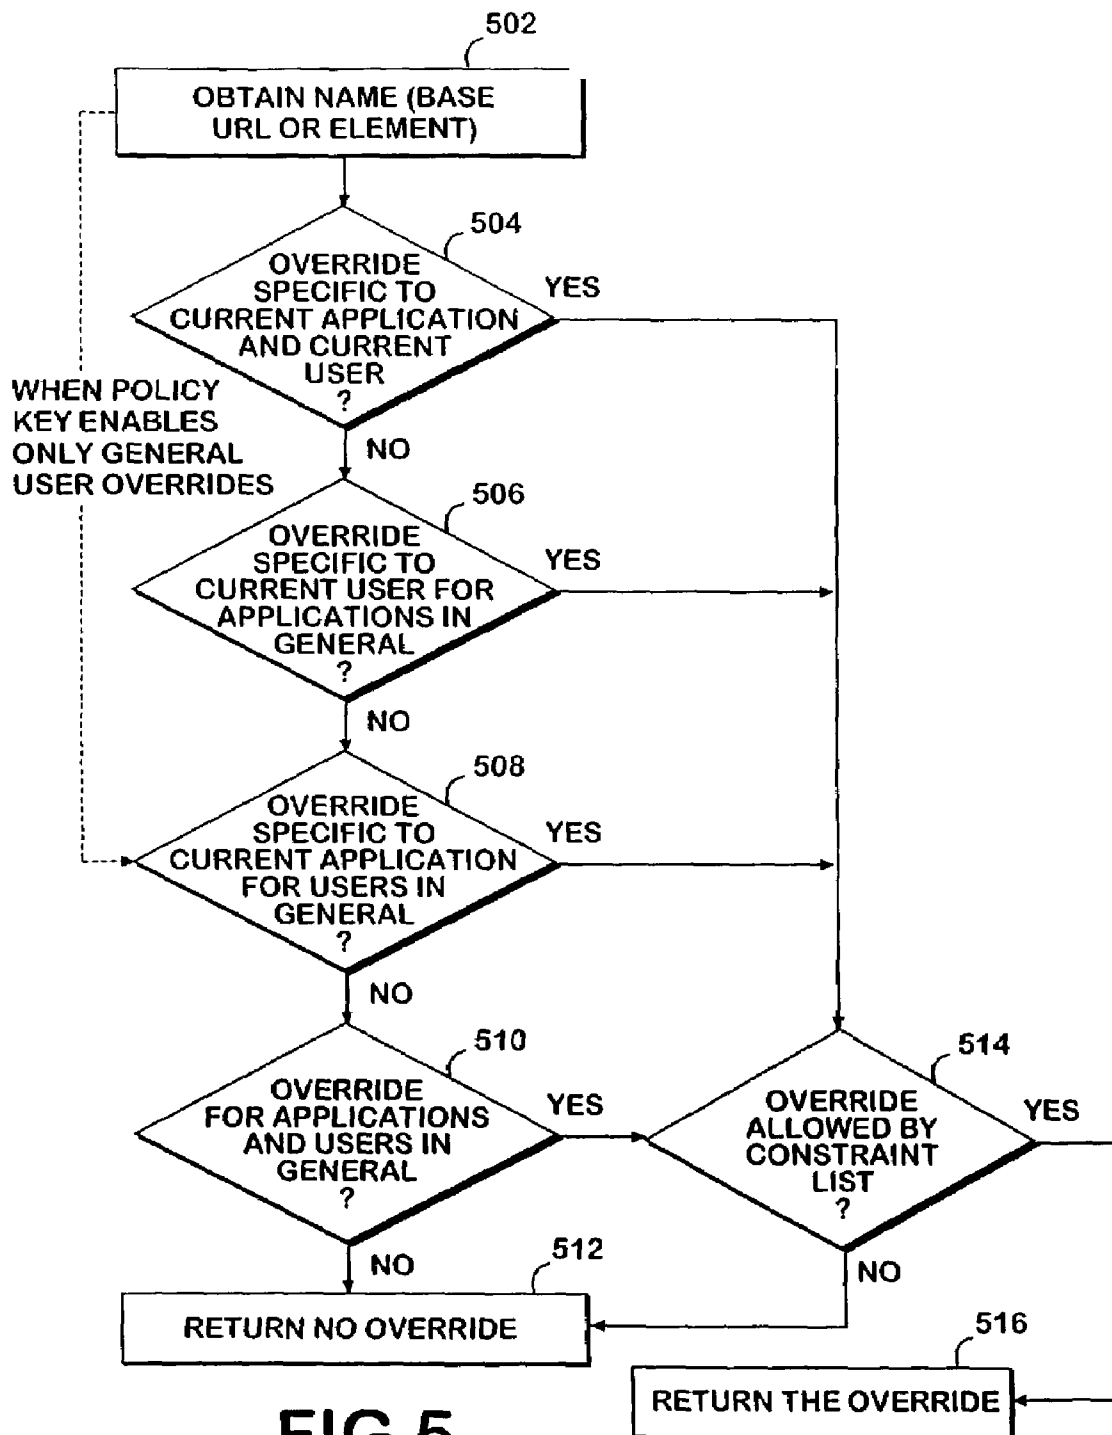 502
OBTAIN NAME (BASE
URL OR ELEMENT)
504
OVERRIDE
SPECIFIC TO
CURRENT APPLICATION
AND CURRENT
USER
?
YES
NO
WHEN POLICY
KEY ENABLES
ONLY GENERAL
USER OVERRIDES
506
OVERRIDE
SPECIFIC TO
CURRENT USER FOR
APPLICATIONS IN
GENERAL
?
YES
NO
508
OVERRIDE
SPECIFIC TO
CURRENT APPLICATION
FOR USERS IN
GENERAL
?
YES
NO
510
OVERRIDE
FOR APPLICATIONS
AND USERS IN
GENERAL
?
YES
NO
514
OVERRIDE
ALLOWED BY
CONSTRAINT
LIST
?
YES
NO
512
RETURN NO OVERRIDE
516
RETURN THE OVERRIDE
FIG 5